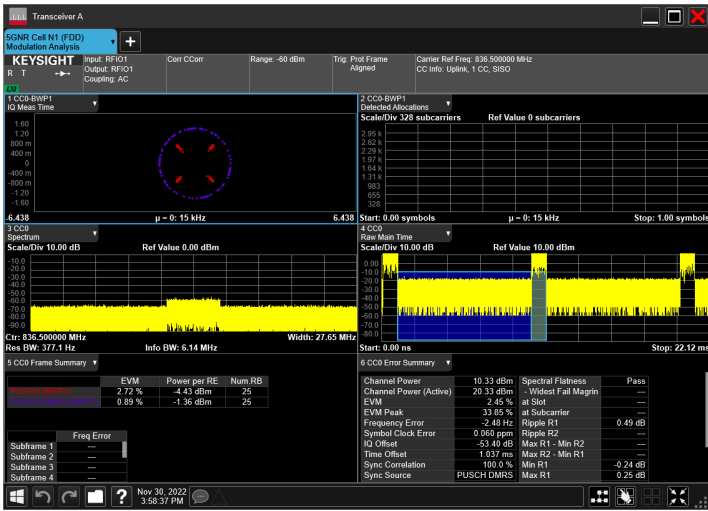 Transceiver A
5GNR Cell N1 (FDD)
Modulation Analysis
KEYSIGHT
R T
LXI
Input: RFIO1
Output: RFIO1
Coupling: AC
Corr CCorr
Range: -60 dBm
Trig: Prot Frame
Aligned
Carrier Ref Freq: 836.500000 MHz
CC Info: Uplink, 1 CC, SISO
1 CC0-BWP1
IQ Meas Time
1.60
1.20
800 m
400 m
0
-400 m
-800 m
-1.20
-1.60
-6.438 µ = 0: 15 kHz 6.438
2 CC0-BWP1
Detected Allocations
Scale/Div 328 subcarriers Ref Value 0 subcarriers
2.95 k
2.62 k
2.29 k
1.97 k
1.64 k
1.31 k
983
655
328
Start: 0.00 symbols µ = 0: 15 kHz Stop: 1.00 symbols
3 CC0
Spectrum
Scale/Div 10.00 dB Ref Value 0.00 dBm
-10.0
-20.0
-30.0
-40.0
-50.0
-60.0
-70.0
-80.0
-90.0
Ctr: 836.500000 MHz Width: 27.65 MHz
Res BW: 377.1 Hz Info BW: 6.14 MHz
4 CC0
Raw Main Time
Scale/Div 10.00 dB Ref Value 10.00 dBm
0.00
-10.0
-20.0
-30.0
-40.0
-50.0
-60.0
-70.0
-80.0
Start: 0.00 ns Stop: 22.12 ms
5 CC0 Frame Summary
EVM Power per RE Num.RB
2.72 % -4.43 dBm 25
0.89 % -1.36 dBm 25
Freq Error
Subframe 1 ---
Subframe 2 ---
Subframe 3 ---
Subframe 4 ---
6 CC0 Error Summary
Channel Power 10.33 dBm Spectral Flatness Pass
Channel Power (Active) 20.33 dBm - Widest Fail Magrin ---
EVM 2.45 % at Slot ---
EVM Peak 33.85 % at Subcarrier ---
Frequency Error -2.48 Hz Ripple R1 0.49 dB
Symbol Clock Error 0.060 ppm Ripple R2 ---
IQ Offset -53.40 dB Max R1 - Min R2 ---
Time Offset 1.037 ms Max R2 - Min R1 ---
Sync Correlation 100.0 % Min R1 -0.24 dB
Sync Source PUSCH DMRS Max R1 0.25 dB
Nov 30, 2022
3:58:37 PM